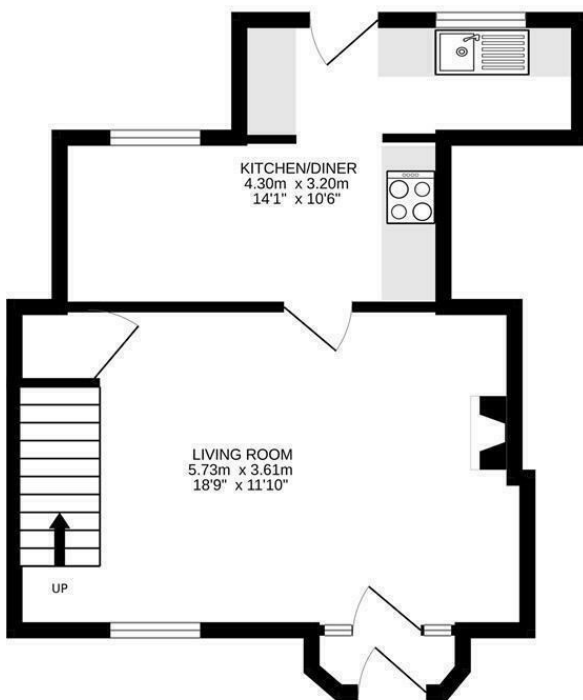 KITCHEN/DINER
4.30m x 3.20m
14'1" x 10'6"
LIVING ROOM
5.73m x 3.61m
18'9" x 11'10"
UP